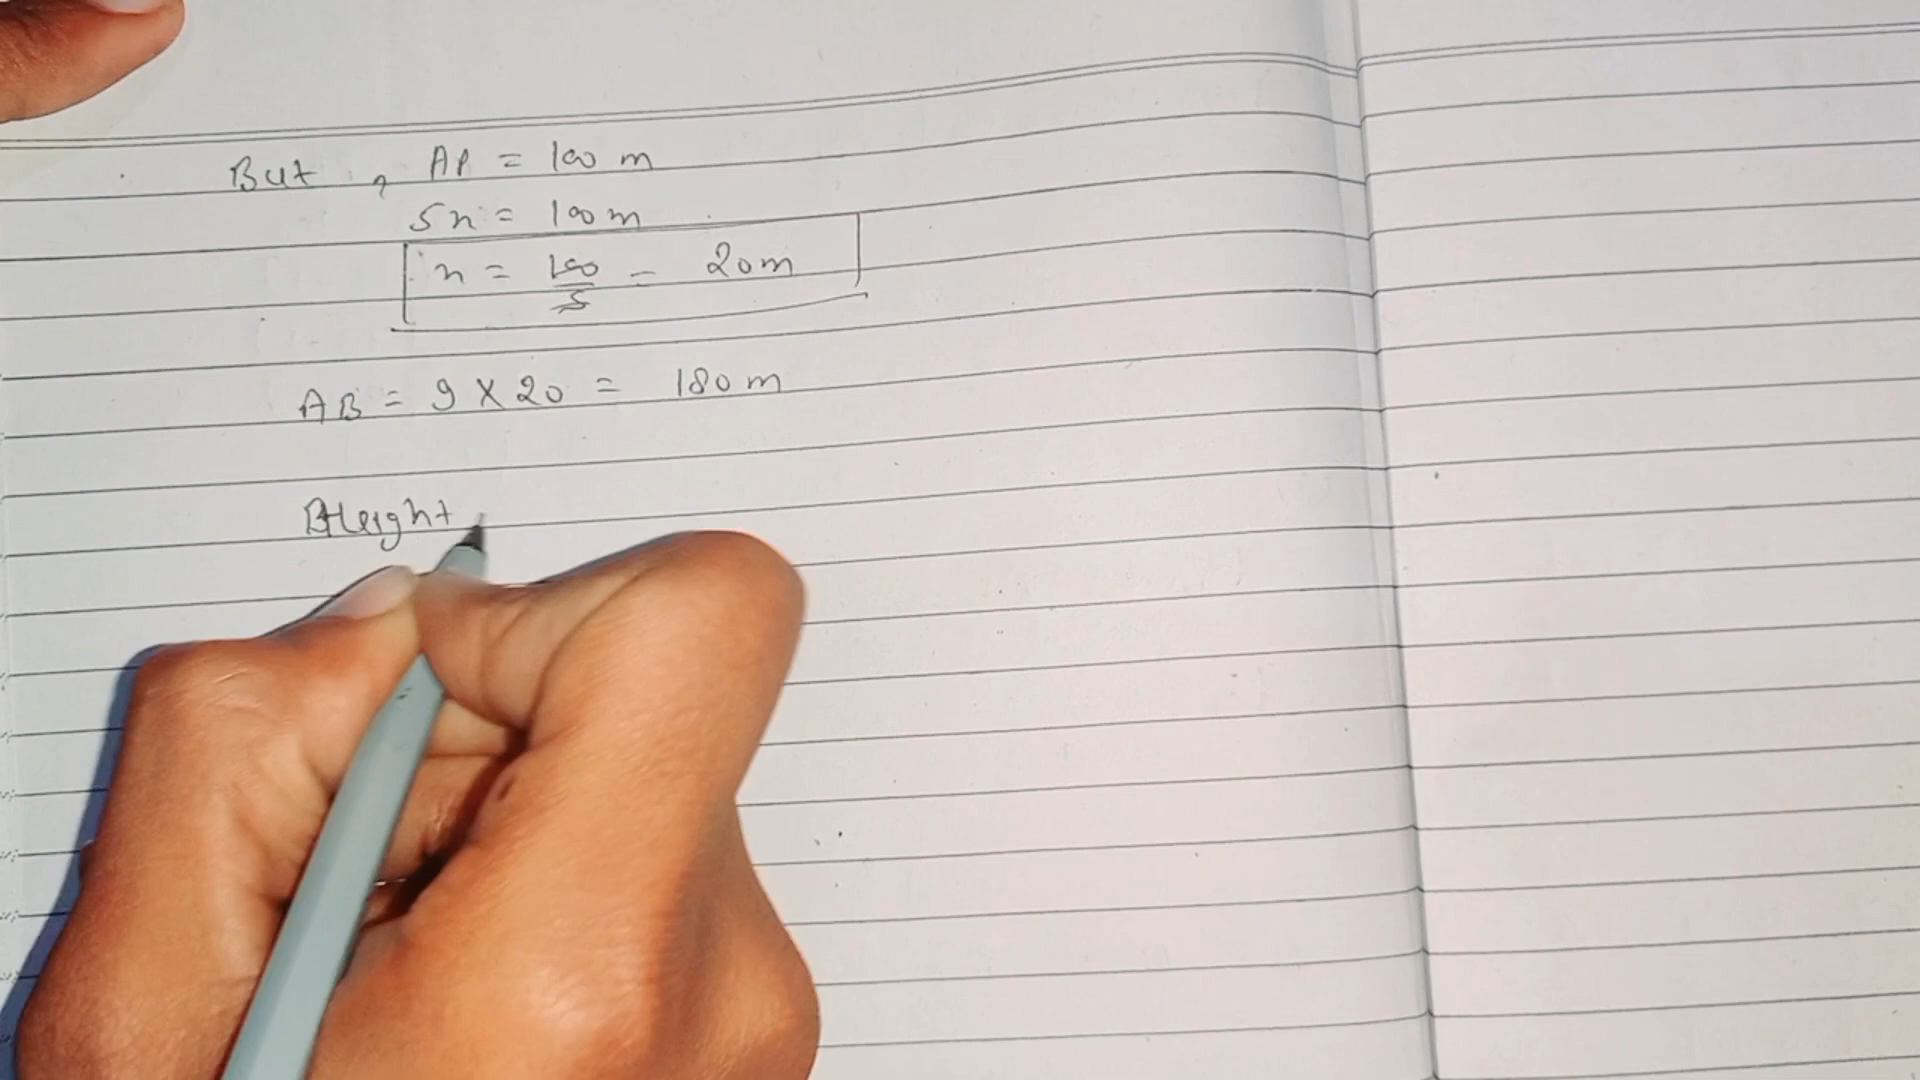 But , AP = 100 m
5x = 100 m
x = 100/5 = 20m
AB = 9 X 20 = 180 m
Height